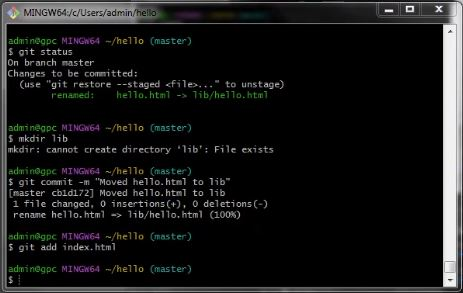 MINGW64:/c/Users/admin/hello
admin@gpc MINGW64 ~/hello (master)
$ git status
On branch master
Changes to be committed:
  (use "git restore --staged <file>..." to unstage)
        renamed:    hello.html -> lib/hello.html
admin@gpc MINGW64 ~/hello (master)
$ mkdir lib
mkdir: cannot create directory ‘lib’: File exists
admin@gpc MINGW64 ~/hello (master)
$ git commit -m "Moved hello.html to lib"
[master cb1d172] Moved hello.html to lib
 1 file changed, 0 insertions(+), 0 deletions(-)
 rename hello.html => lib/hello.html (100%)
admin@gpc MINGW64 ~/hello (master)
$ git add index.html
admin@gpc MINGW64 ~/hello (master)
$